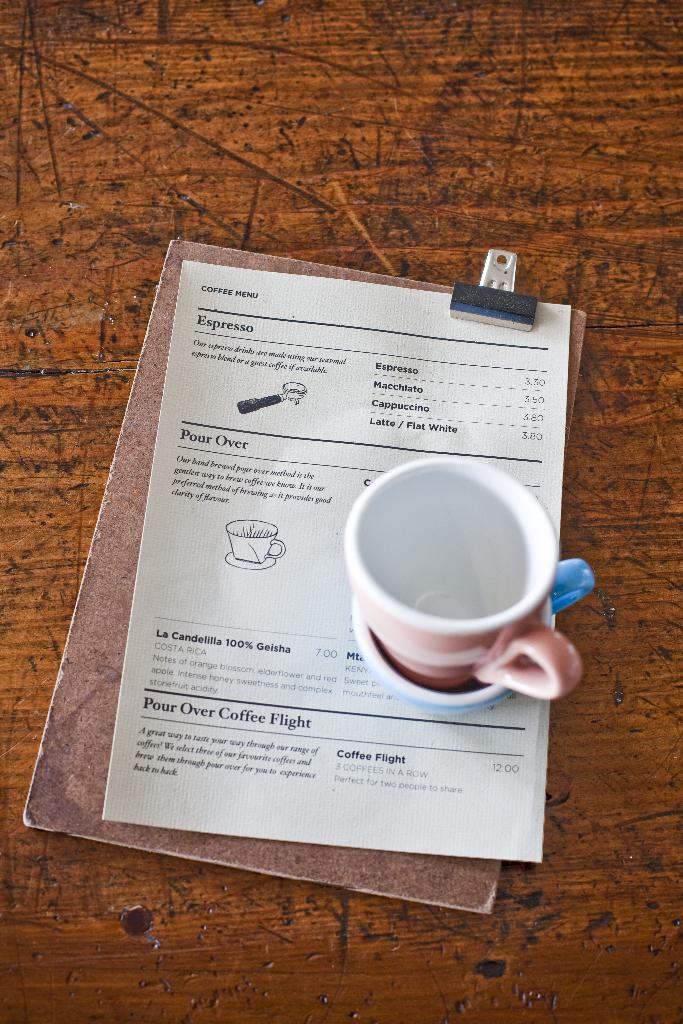 COFFEE MENU
Espresso
Our espresso drinks are made using our seasonal
espresso blend or a guest coffee if available.
Espresso 3.30
Macchiato 3.50
Cappuccino 3.80
Latte / Flat White 3.80
Pour Over
Our hand brewed pour over method is the
gentlest way to brew coffee we know. It is our
preferred method of brewing as it provides good
clarity of flavour.
La Candelilla 100% Geisha 7.00
COSTA RICA
Notes of orange blossom, elderflower and red
apple. Intense honey sweetness and complex
stonefruit acidity.
KENY
Sweet
mouthfeel
Pour Over Coffee Flight
A great way to taste your way through our range of
coffees! We select three of our favourite coffees and
brew them through pour over for you to experience
back to back.
Coffee Flight 12.00
3 COFFEES IN A ROW
Perfect for two people to share